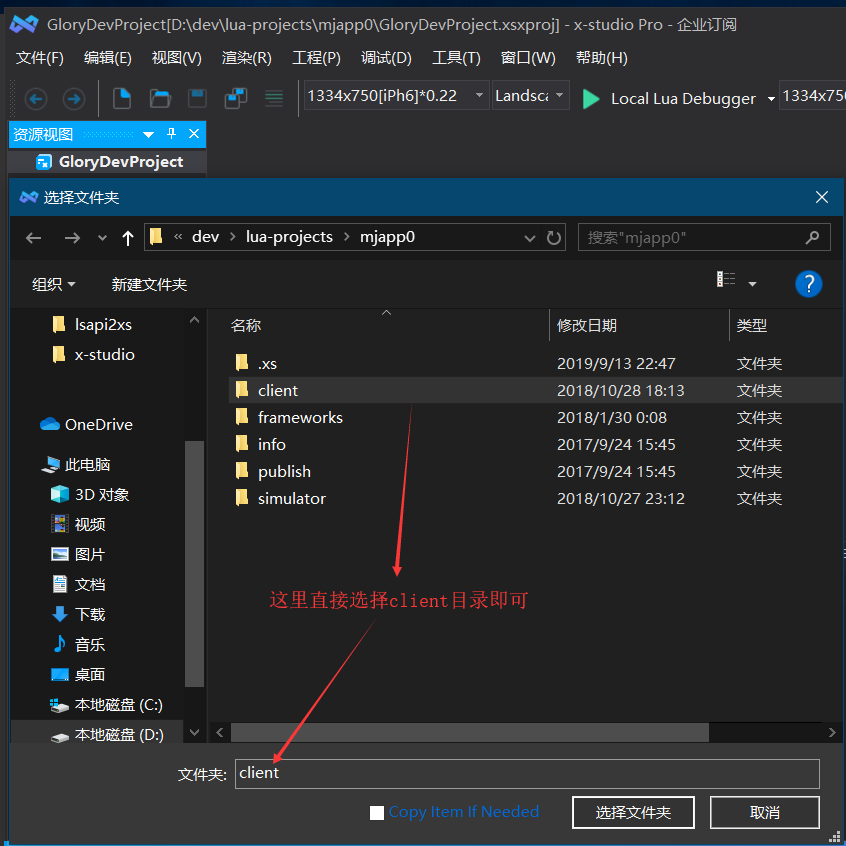 GloryDevProject[D:\dev\lua-projects\mjapp0\GloryDevProject.xsxproj] - x-studio Pro - 企业订阅
文件(F) 编辑(E) 视图(V) 渲染(R) 工程(P) 调试(D) 工具(T) 窗口(W) 帮助(H)
1334x750[iPh6]*0.22 Landsca Local Lua Debugger 1334x750
资源视图
GloryDevProject
选择文件夹
« dev › lua-projects › mjapp0 搜索"mjapp0"
组织 新建文件夹
名称 修改日期 类型
lsapi2xs
x-studio
OneDrive
此电脑
3D 对象
视频
图片
文档
下载
音乐
桌面
本地磁盘 (C:)
本地磁盘 (D:)
.xs 2019/9/13 22:47 文件夹
client 2018/10/28 18:13 文件夹
frameworks 2018/1/30 0:08 文件夹
info 2017/9/24 15:45 文件夹
publish 2017/9/24 15:45 文件夹
simulator 2018/10/27 23:12 文件夹
这里直接选择client目录即可
文件夹: client
Copy Item If Needed 选择文件夹 取消